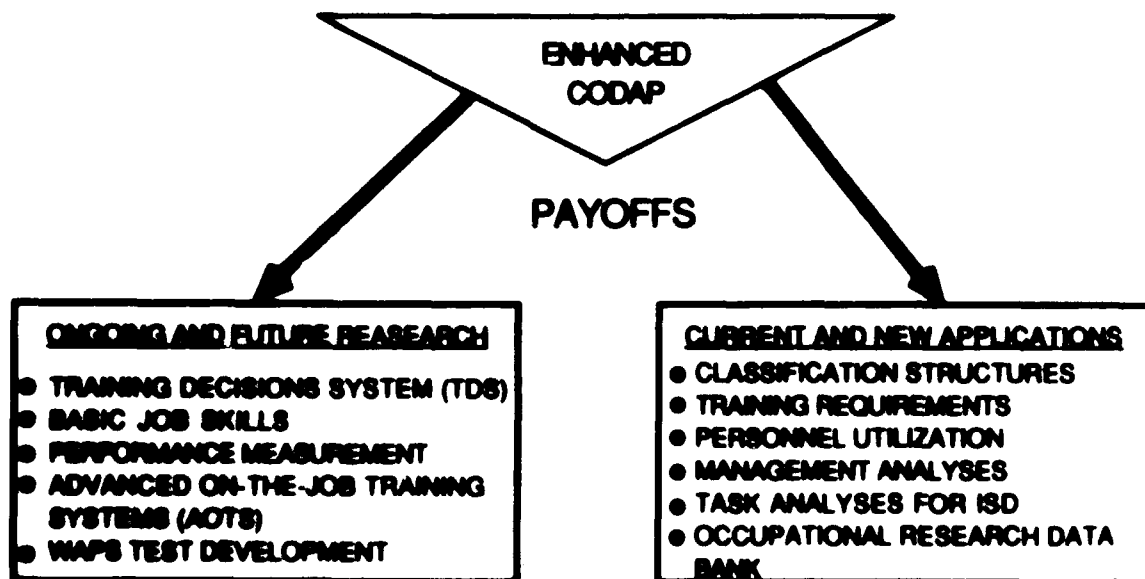 ENHANCED
CODAP
PAYOFFS
ONGOING AND FUTURE REASEARCH
● TRAINING DECISIONS SYSTEM (TDS)
● BASIC JOB SKILLS
● PERFORMANCE MEASUREMENT
● ADVANCED ON-THE-JOB TRAINING
SYSTEMS (AOTS)
● WAPS TEST DEVELOPMENT
CURRENT AND NEW APPLICATIONS
● CLASSIFICATION STRUCTURES
● TRAINING REQUIREMENTS
● PERSONNEL UTILIZATION
● MANAGEMENT ANALYSES
● TASK ANALYSES FOR ISD
● OCCUPATIONAL RESEARCH DATA
BANK